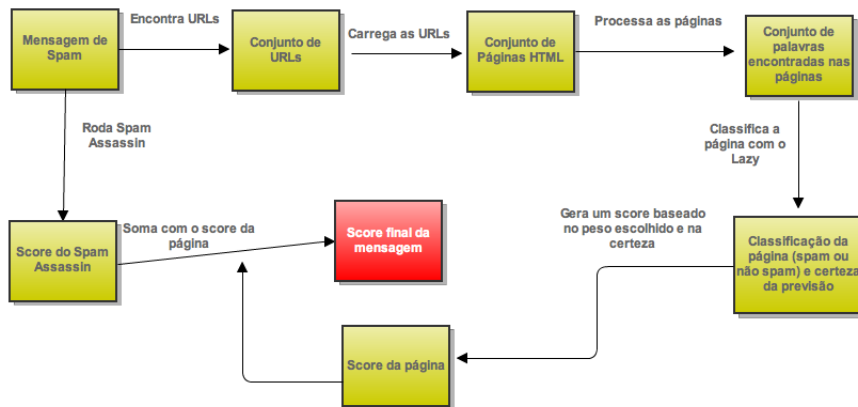 Mensagem de
Spam
Encontra URLs
Conjunto de
URLs
Carrega as URLs
Conjunto de
Páginas HTML
Processa as páginas
Conjunto de
palavras
encontradas nas
páginas
Roda Spam
Assassin
Classifica a
página com o
Lazy
Score do Spam
Assassin
Soma com o score da
página
Score final da
mensagem
Gera um score baseado
no peso escolhido e na
certeza
Classificação da
página (spam ou
não spam) e certeza
da previsão
Score da página